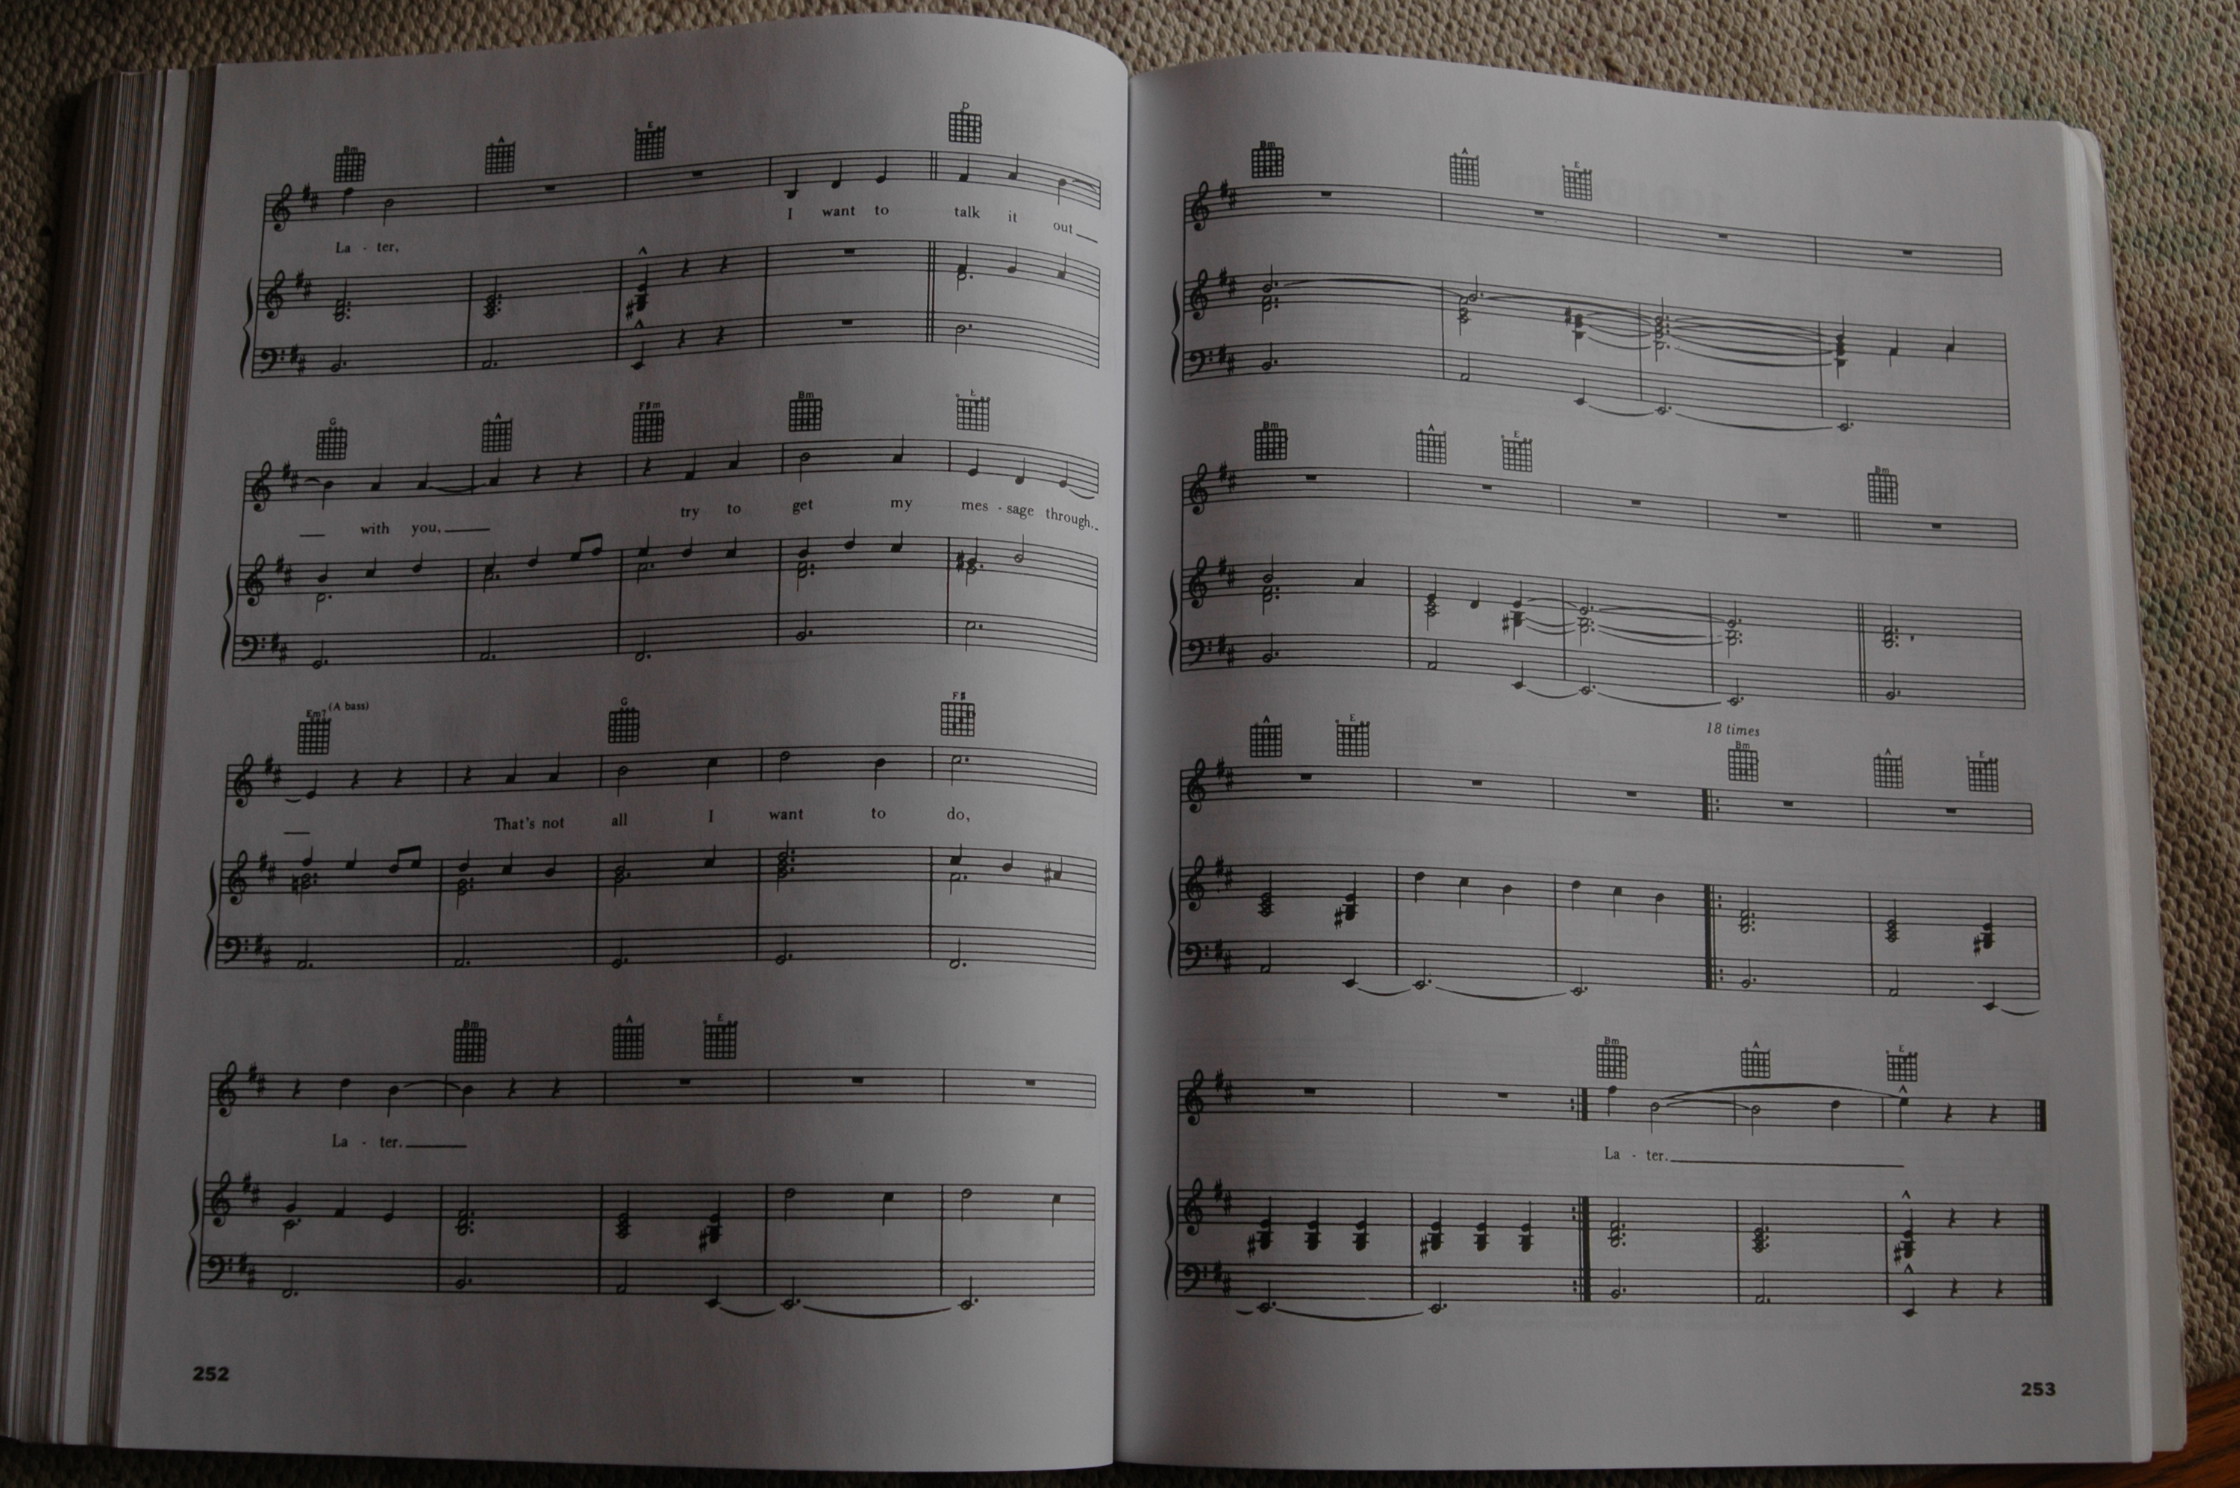 Bm A E D
I want to talk it out
La - ter,
G A F♯m Bm E
with you, try to get my mes - sage through.
Em7 (A bass) G F♯
That's not all I want to do,
Bm A E
La - ter.
252
Bm A E
Bm A E Bm
18 times
A E Bm A E
Bm A E
La - ter.
253